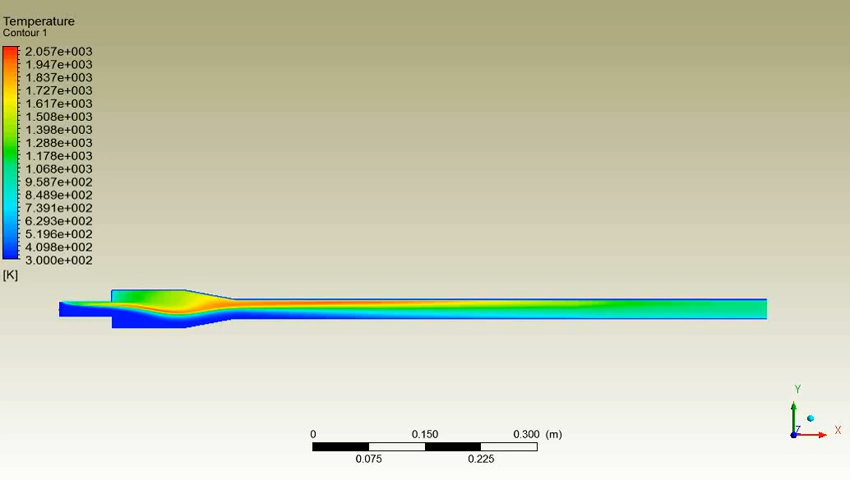 Temperature
Contour 1
2.057e+003
1.947e+003
1.837e+003
1.727e+003
1.617e+003
1.508e+003
1.398e+003
1.288e+003
1.178e+003
1.068e+003
9.587e+002
8.489e+002
7.391e+002
6.293e+002
5.196e+002
4.098e+002
3.000e+002
[K]
0 0.150 0.300 (m)
0.075 0.225
Y
Z X